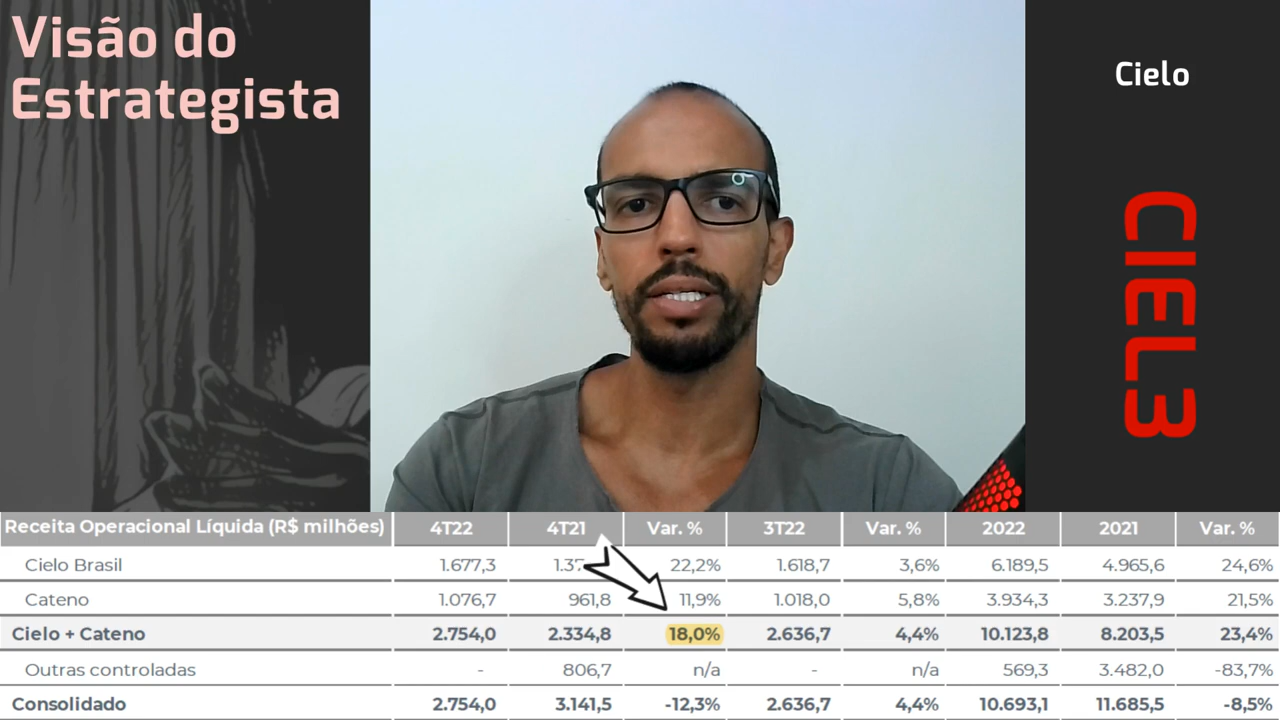 Visão do
Estrategista
Cielo
CIEL3
Receita Operacional Líquida (R$ milhões) 4T22 4T21 Var. % 3T22 Var. % 2022 2021 Var. %
Cielo Brasil 1.677,3 1.37 22,2% 1.618,7 3,6% 6.189,5 4.965,6 24,6%
Cateno 1.076,7 961,8 11,9% 1.018,0 5,8% 3.934,3 3.237,9 21,5%
Cielo + Cateno 2.754,0 2.334,8 18,0% 2.636,7 4,4% 10.123,8 8.203,5 23,4%
Outras controladas - 806,7 n/a - n/a 569,3 3.482,0 -83,7%
Consolidado 2.754,0 3.141,5 -12,3% 2.636,7 4,4% 10.693,1 11.685,5 -8,5%